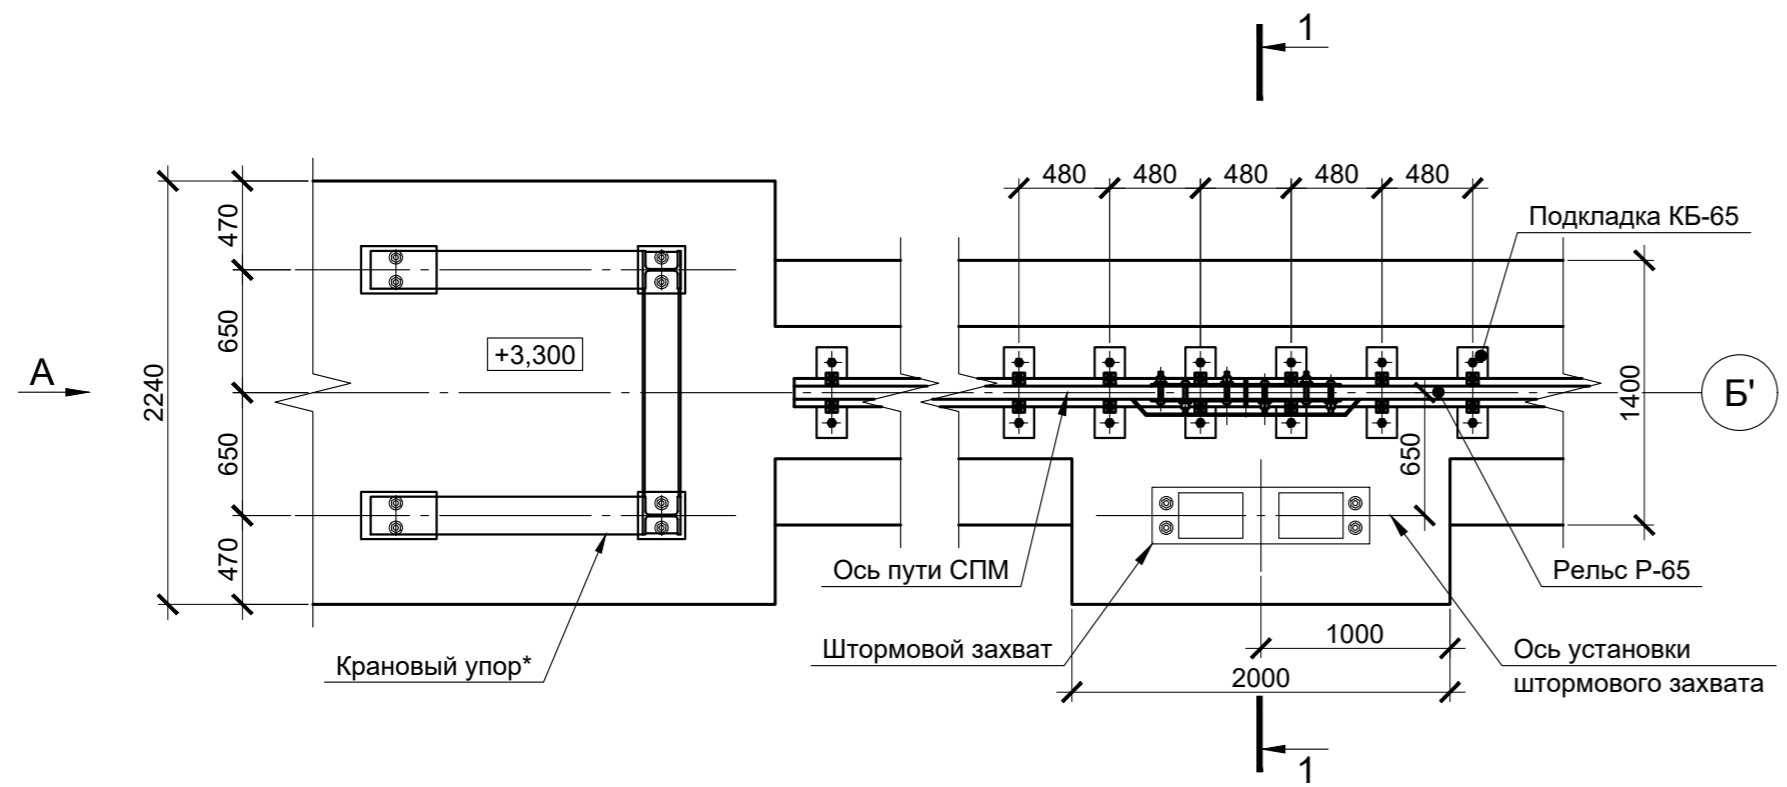 1
480
480
480
480
480
Подкладка КБ-65
470
650
650
470
2240
+3,300
А
1400
Б'
650
Ось пути СПМ
Рельс Р-65
Крановый упор*
Штормовой захват
1000
2000
Ось установки
штормового захвата
1